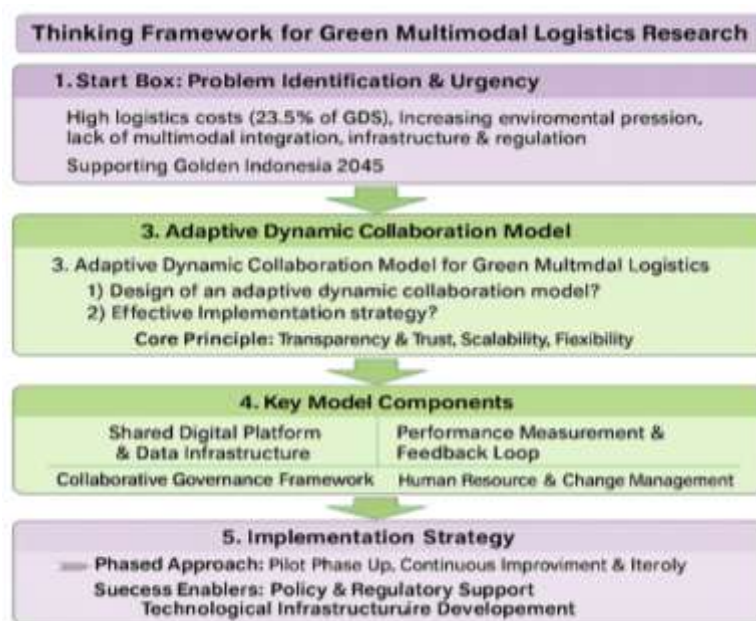 Thinking Framework for Green Multimodal Logistics Research
1. Start Box: Problem Identification & Urgency
High logistics costs (23.5% of GDS), Increasing enviromental pression,
lack of multimodal integration, infrastructure & regulation
Supporting Golden Indonesia 2045
3. Adaptive Dynamic Collaboration Model
3. Adaptive Dynamic Collaboration Model for Green Multmdal Logistics
1) Design of an adaptive dynamic collaboration model?
2) Effective Implementation strategy?
Core Principle: Transparency & Trust, Scalability, Flexibility
4. Key Model Components
Shared Digital Platform
& Data Infrastructure
Performance Measurement &
Feedback Loop
Collaborative Governance Framework
Human Resource & Change Management
5. Implementation Strategy
Phased Approach: Pilot Phase Up, Continuous Improviment & Iteroly
Suecess Enablers: Policy & Regulatory Support
Technological Infrastructuruire Developement